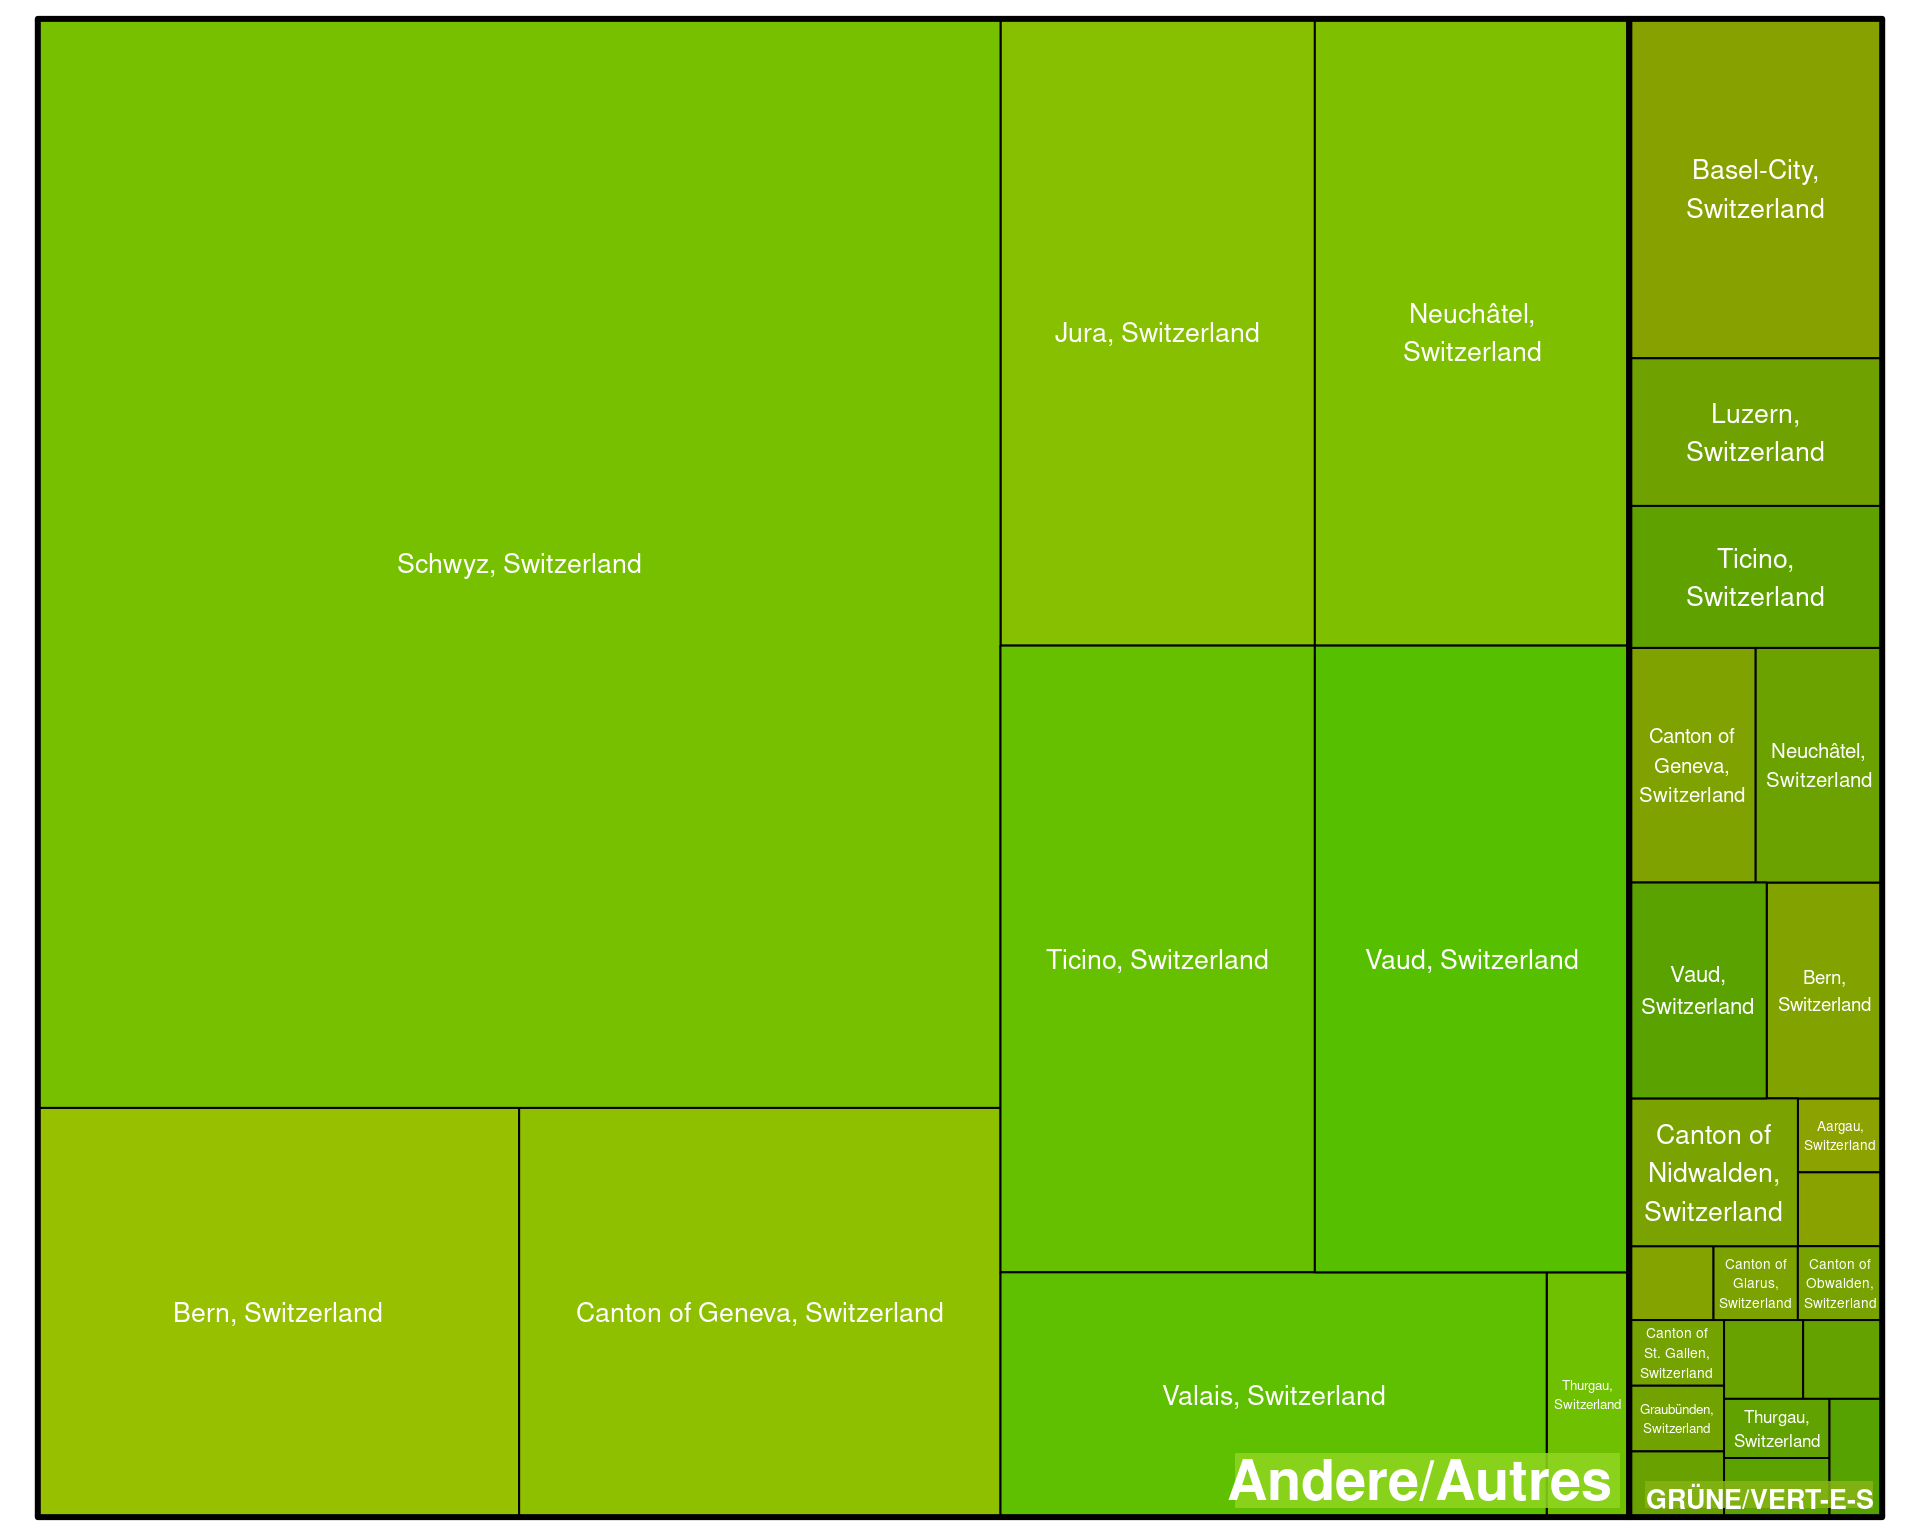 Schwyz, Switzerland
Bern, Switzerland
Canton of Geneva, Switzerland
Jura, Switzerland
Neuchâtel,
Switzerland
Ticino, Switzerland
Vaud, Switzerland
Valais, Switzerland
Thurgau,
Switzerland
Andere/Autres
Basel-City,
Switzerland
Luzern,
Switzerland
Ticino,
Switzerland
Canton of
Geneva,
Switzerland
Neuchâtel,
Switzerland
Vaud,
Switzerland
Bern,
Switzerland
Canton of
Nidwalden,
Switzerland
Aargau,
Switzerland
Canton of
Glarus,
Switzerland
Canton of
Obwalden,
Switzerland
Canton of
St. Gallen,
Switzerland
Graubünden,
Switzerland
Thurgau,
Switzerland
GRÜNE/VERT-E-S